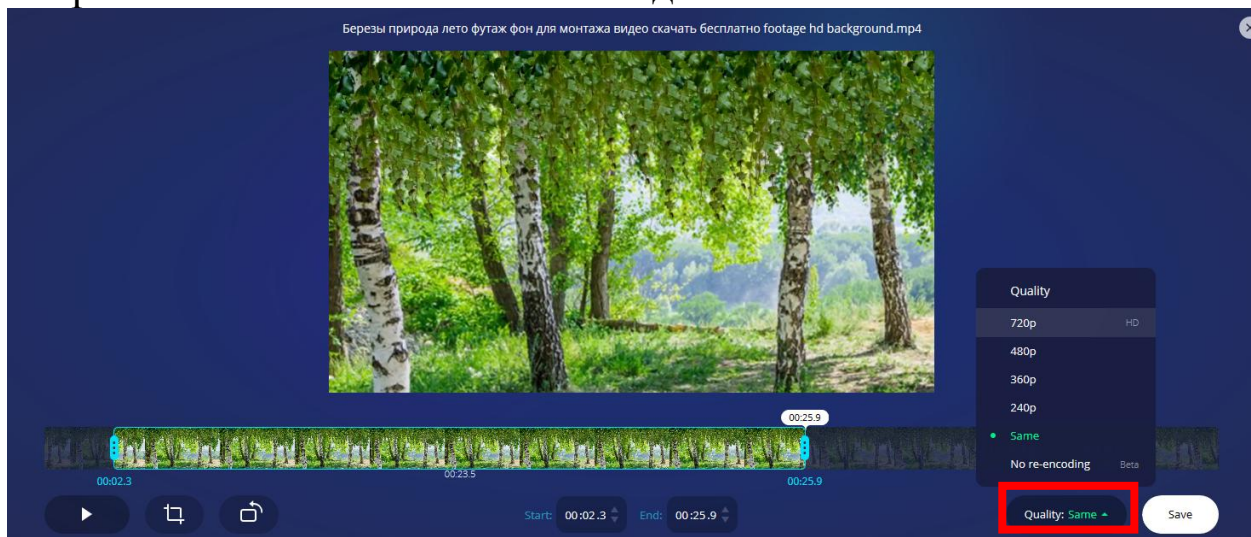 Березы природа лето футаж фон для монтажа видео скачать бесплатно footage hd background.mp4
Quality
720p HD
480p
360p
240p
Same
No re-encoding Beta
00:25.9
00:02.3
00:23.5
00:25.9
Start: 00:02.3 End: 00:25.9
Quality: Same
Save